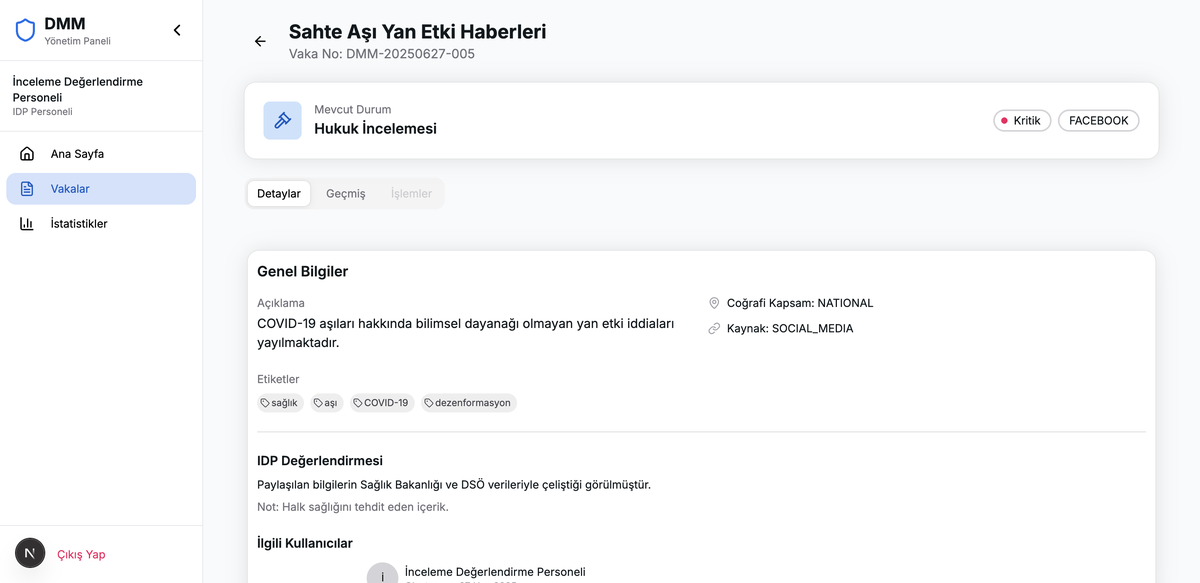 DMM
Yönetim Paneli
İnceleme Değerlendirme
Personeli
IDP Personeli
Ana Sayfa
Vakalar
İstatistikler
N
Çıkış Yap
Sahte Aşı Yan Etki Haberleri
Vaka No: DMM-20250627-005
Mevcut Durum
Hukuk İncelemesi
Kritik
FACEBOOK
Detaylar
Geçmiş
İşlemler
Genel Bilgiler
Açıklama
COVID-19 aşıları hakkında bilimsel dayanağı olmayan yan etki iddiaları
yayılmaktadır.
Coğrafi Kapsam: NATIONAL
Kaynak: SOCIAL_MEDIA
Etiketler
sağlık
aşı
COVID-19
dezenformasyon
IDP Değerlendirmesi
Paylaşılan bilgilerin Sağlık Bakanlığı ve DSÖ verileriyle çeliştiği görülmüştür.
Not: Halk sağlığını tehdit eden içerik.
İlgili Kullanıcılar
İ
İnceleme Değerlendirme Personeli